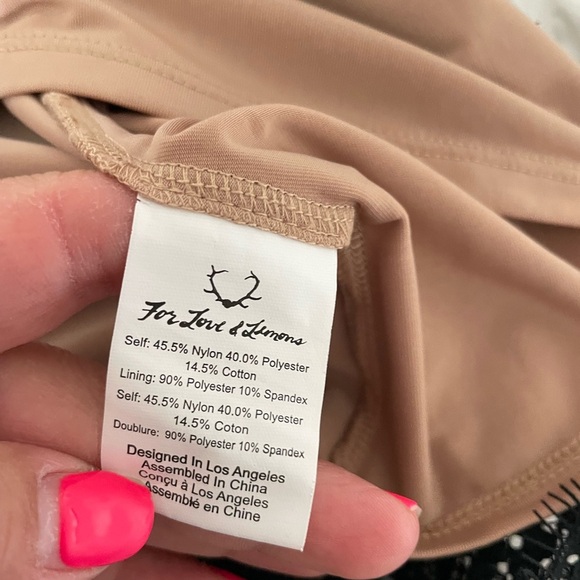 For Love & Lemons
Self: 45.5% Nylon 40.0% Polyester
14.5% Cotton
Lining: 90% Polyester 10% Spandex
Self: 45.5% Nylon 40.0% Polyester
14.5% Coton
Doublure: 90% Polyester 10% Spandex
Designed In Los Angeles
Assembled In China
Conçu à Los Angeles
Assemblé en Chine